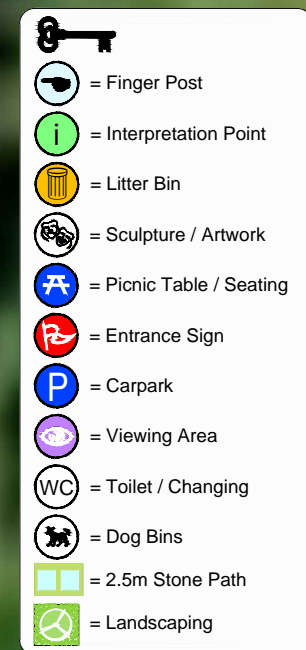 = Finger Post
i = Interpretation Point
= Litter Bin
= Sculpture / Artwork
= Picnic Table / Seating
= Entrance Sign
P = Carpark
= Viewing Area
WC = Toilet / Changing
= Dog Bins
= 2.5m Stone Path
= Landscaping